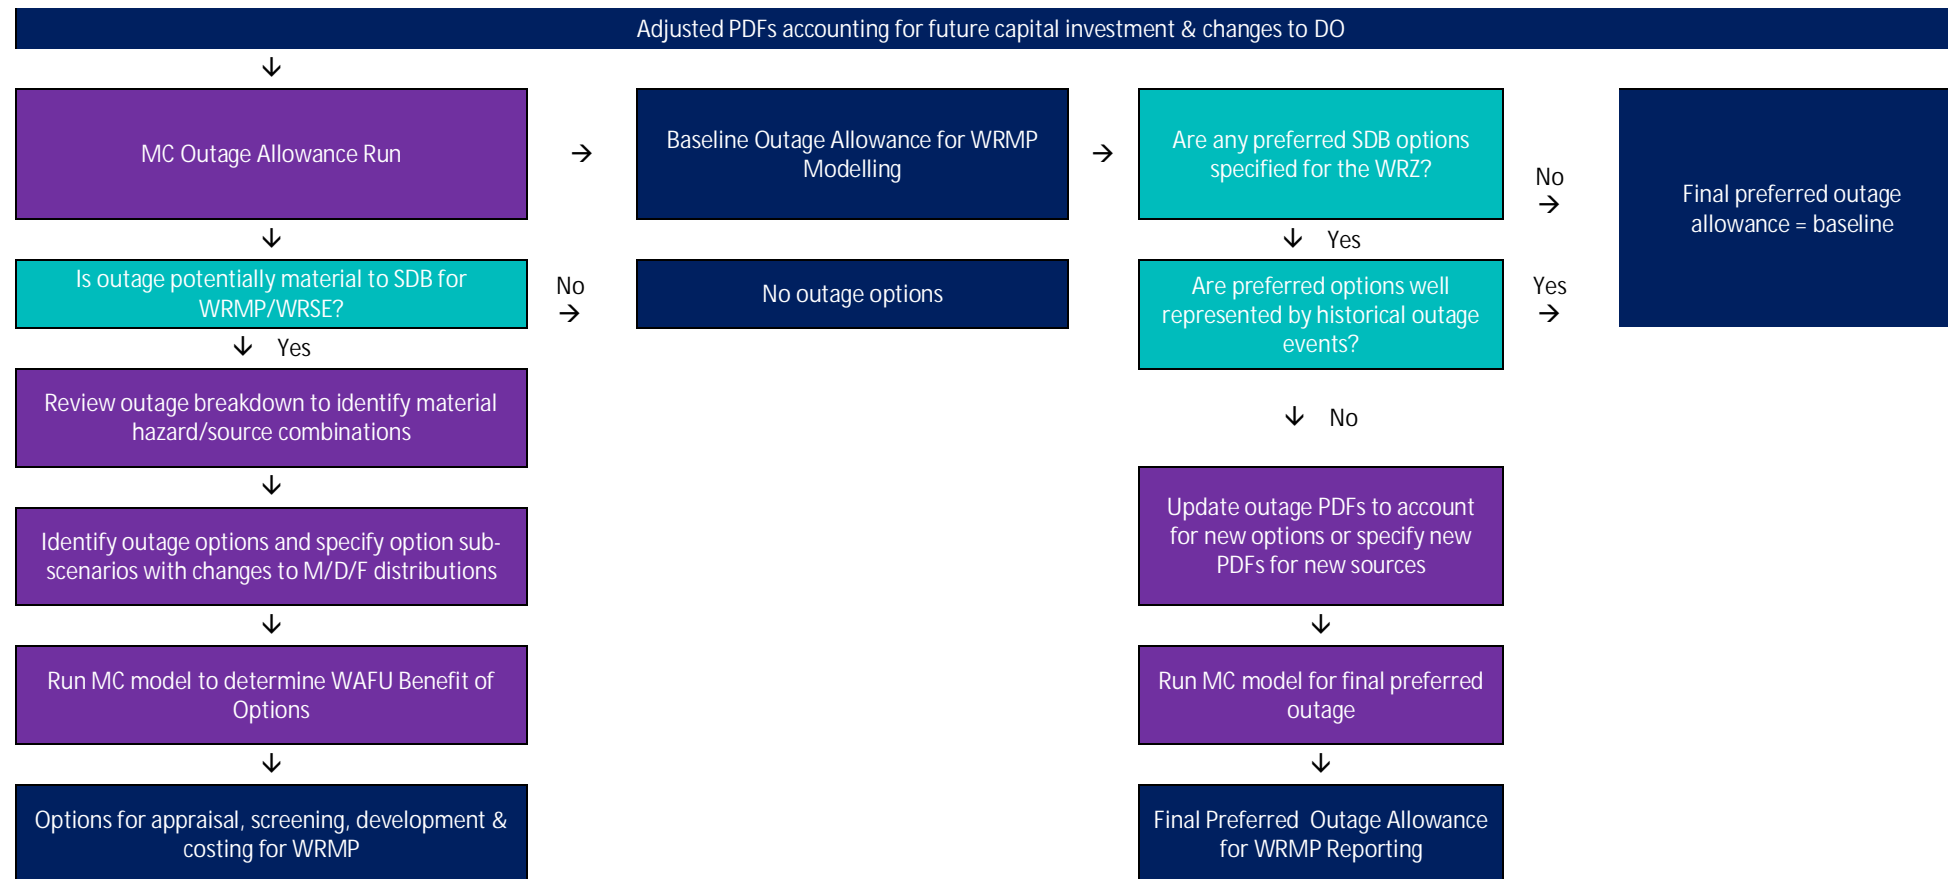 Adjusted PDFs accounting for future capital investment & changes to DO
↓
MC Outage Allowance Run
→
Baseline Outage Allowance for WRMP
Modelling
→
Are any preferred SDB options
specified for the WRZ?
No
→
Final preferred outage
allowance = baseline
↓
↓ Yes
Is outage potentially material to SDB for
WRMP/WRSE?
No
→
No outage options
Are preferred options well
represented by historical outage
events?
Yes
→
↓ Yes
Review outage breakdown to identify material
hazard/source combinations
↓ No
↓
Identify outage options and specify option sub-
scenarios with changes to M/D/F distributions
Update outage PDFs to account
for new options or specify new
PDFs for new sources
↓
↓
Run MC model to determine WAFU Benefit of
Options
Run MC model for final preferred
outage
↓
↓
Options for appraisal, screening, development &
costing for WRMP
Final Preferred Outage Allowance
for WRMP Reporting